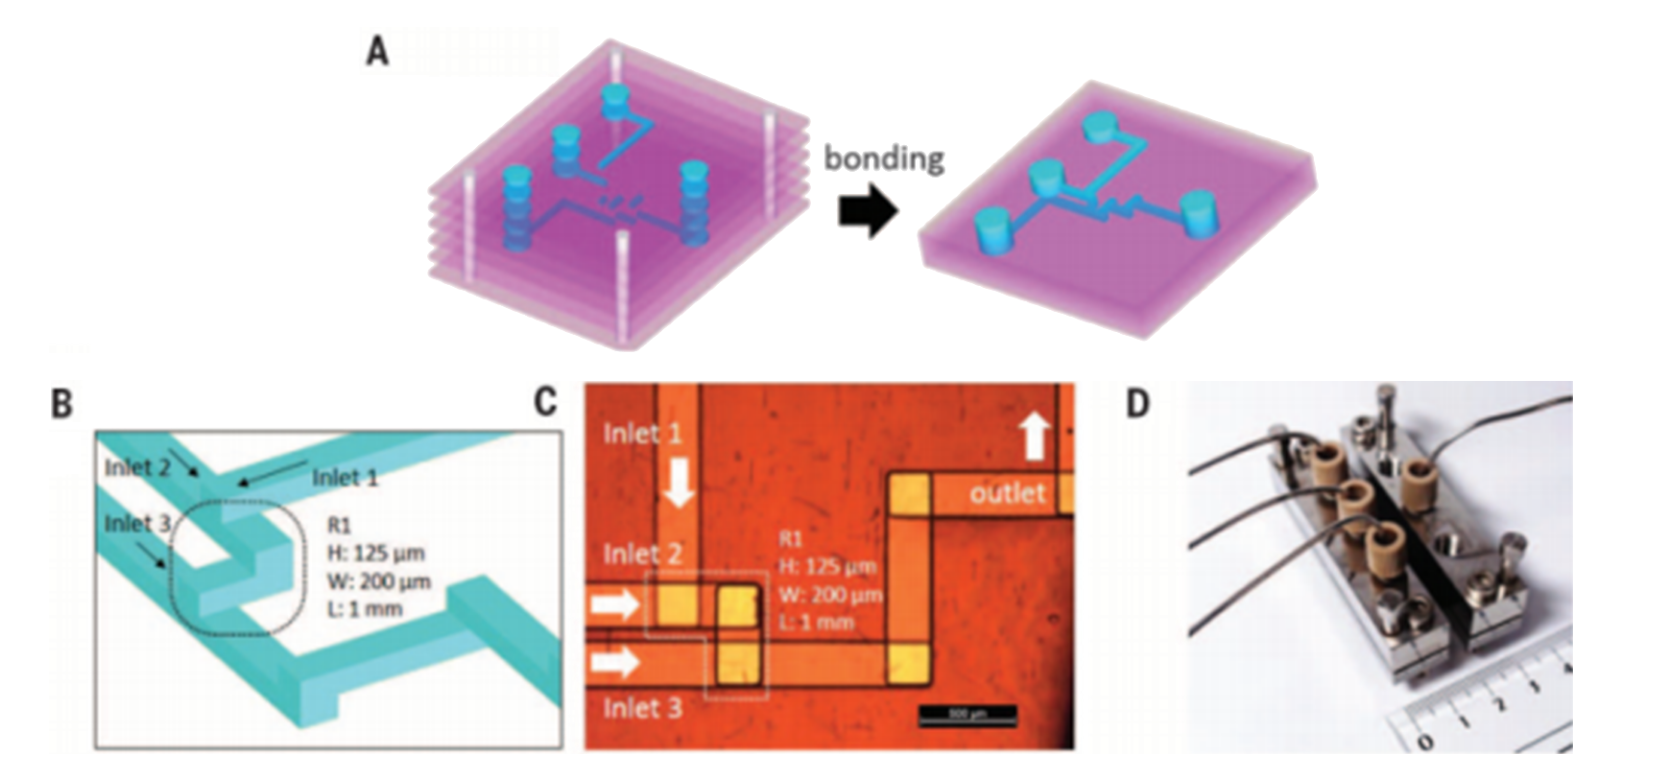 A
bonding
B
Inlet 2
Inlet 1
Inlet 3
R1
H: 125 µm
W: 200 µm
L: 1 mm
C
Inlet 1
outlet
Inlet 2
R1
H: 125 µm
W: 200 µm
L: 1 mm
Inlet 3
500 µm
D
0 1 2 3 4